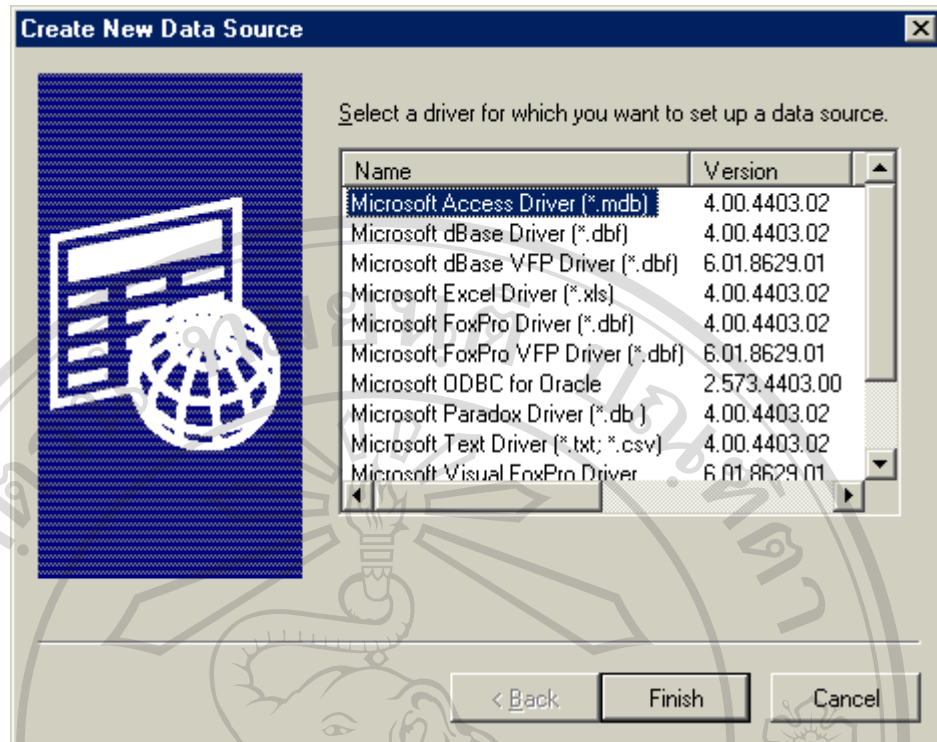 Create New Data Source
Select a driver for which you want to set up a data source.
Name Version
Microsoft Access Driver (*.mdb) 4.00.4403.02
Microsoft dBase Driver (*.dbf) 4.00.4403.02
Microsoft dBase VFP Driver (*.dbf) 6.01.8629.01
Microsoft Excel Driver (*.xls) 4.00.4403.02
Microsoft FoxPro Driver (*.dbf) 4.00.4403.02
Microsoft FoxPro VFP Driver (*.dbf) 6.01.8629.01
Microsoft ODBC for Oracle 2.573.4403.00
Microsoft Paradox Driver (*.db ) 4.00.4403.02
Microsoft Text Driver (*.txt; *.csv) 4.00.4403.02
Microsoft Visual FoxPro Driver 6.01.8629.01
< Back Finish Cancel